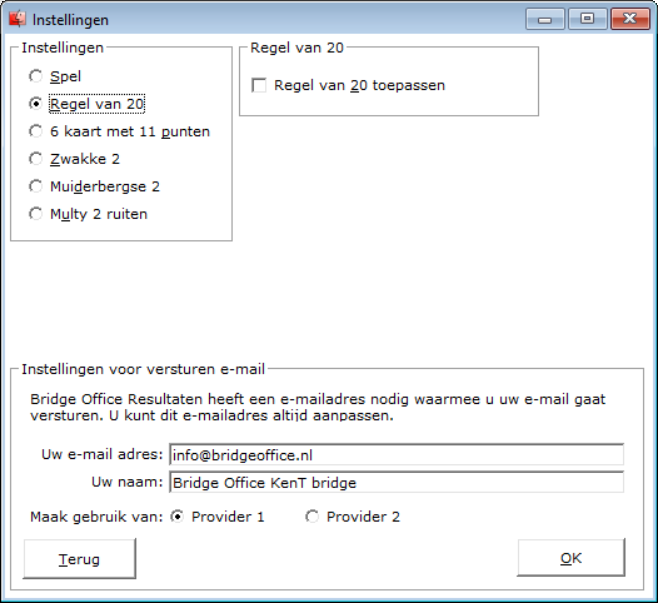 Instellingen
Instellingen
Spel
Regel van 20
6 kaart met 11 punten
Zwakke 2
Muiderbergse 2
Multy 2 ruiten
Regel van 20
Regel van 20 toepassen
Instellingen voor versturen e-mail
Bridge Office Resultaten heeft een e-mailadres nodig waarmee u uw e-mail gaat
versturen. U kunt dit e-mailadres altijd aanpassen.
Uw e-mail adres: info@bridgeoffice.nl
Uw naam: Bridge Office KenT bridge
Maak gebruik van: Provider 1 Provider 2
Terug OK